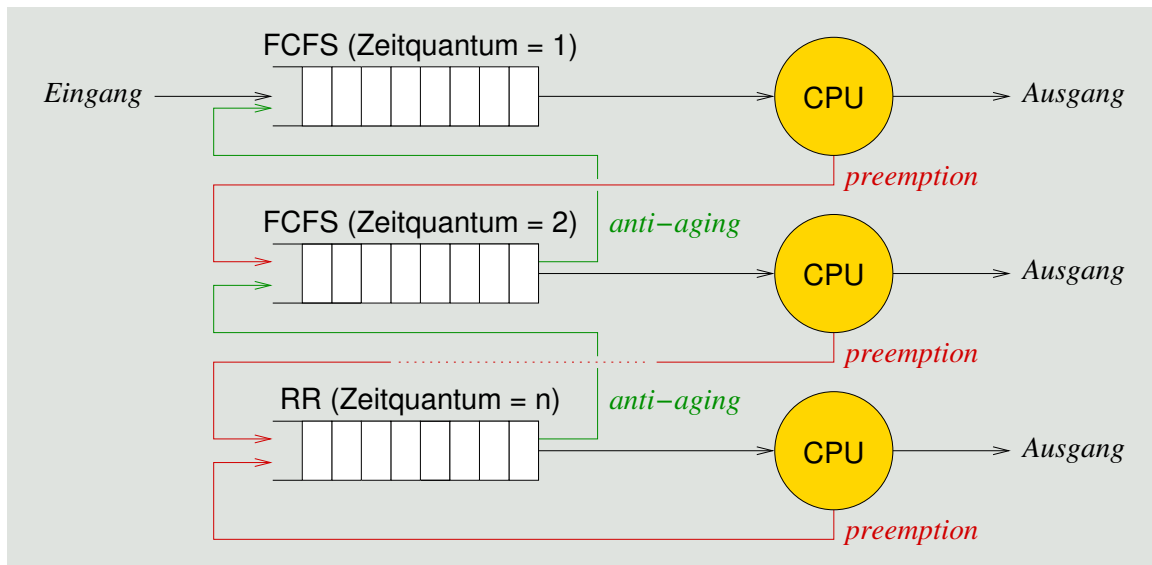 FCFS (Zeitquantum = 1)
Eingang
CPU
Ausgang
preemption
FCFS (Zeitquantum = 2)
anti−aging
CPU
Ausgang
preemption
RR (Zeitquantum = n)
anti−aging
CPU
Ausgang
preemption